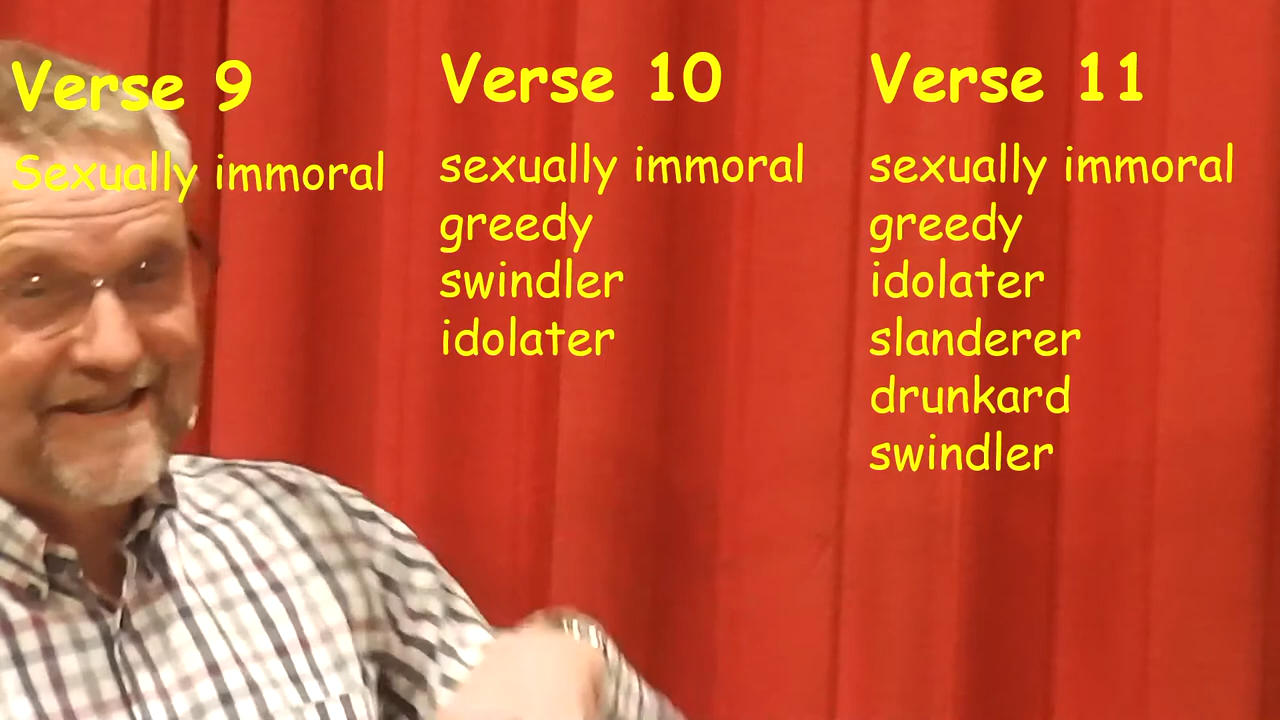 Verse 9
Sexually immoral
Verse 10
sexually immoral
greedy
swindler
idolater
Verse 11
sexually immoral
greedy
idolater
slanderer
drunkard
swindler